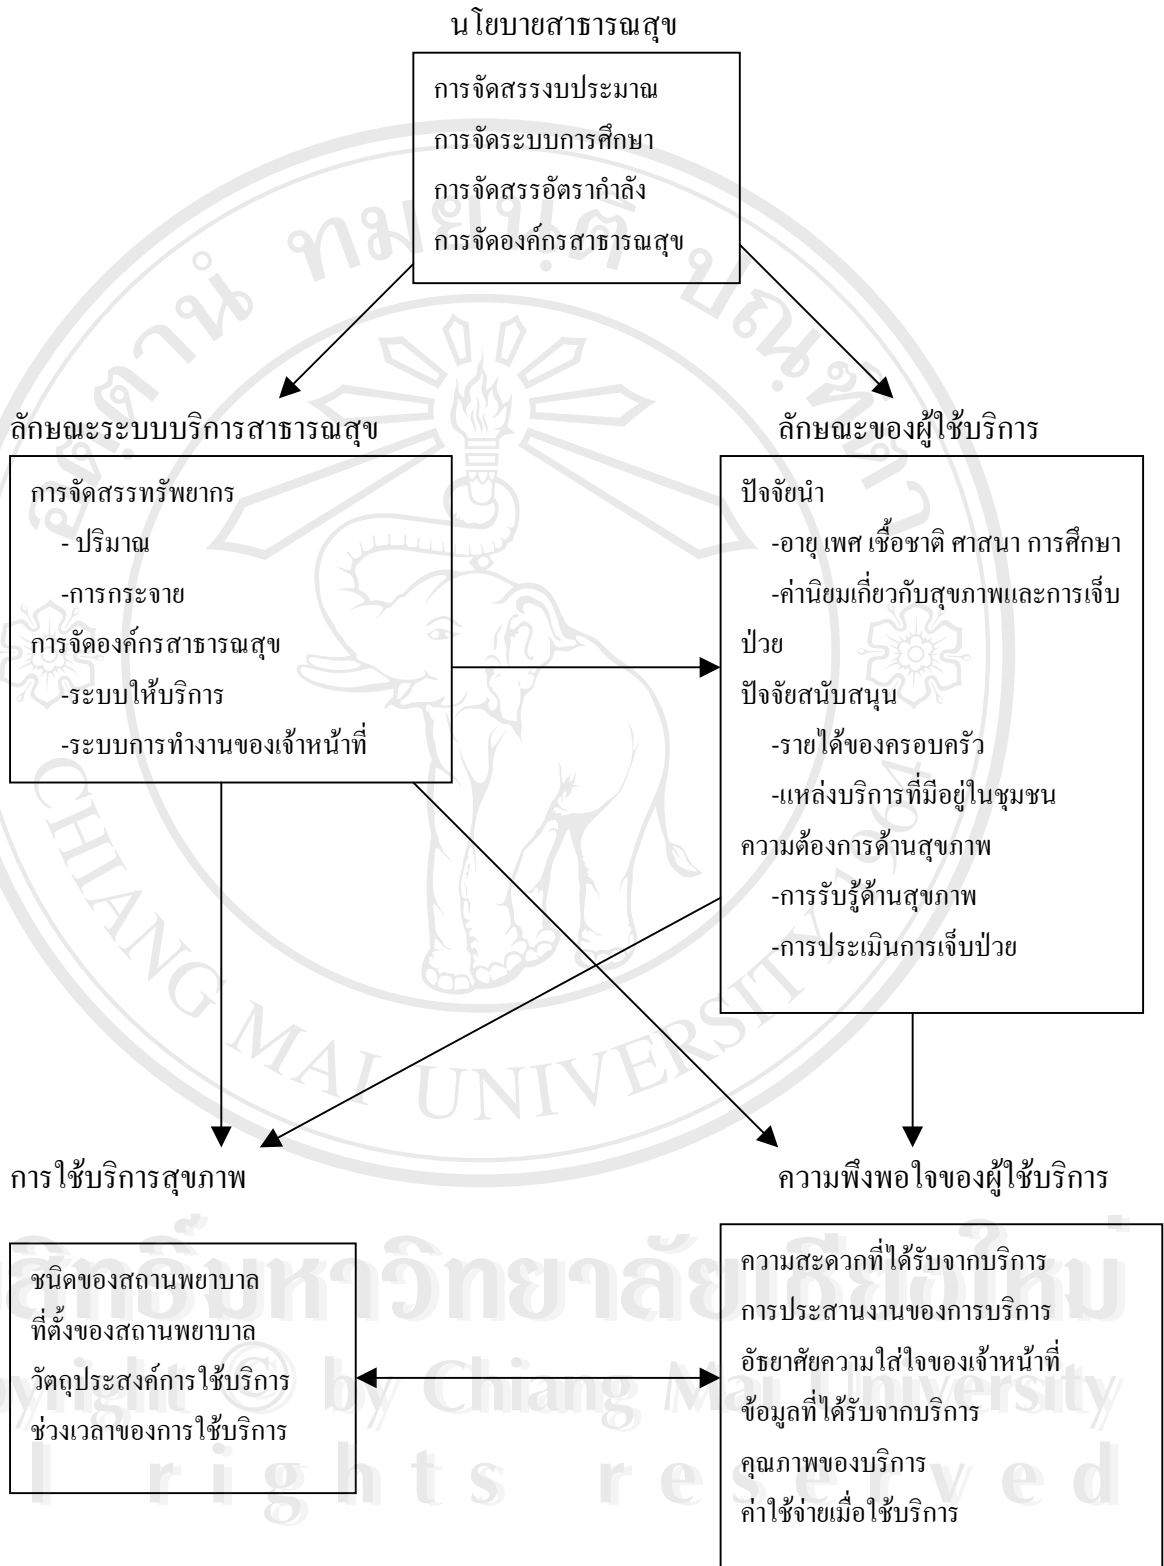 นโยบายสาธารณสุข
การจัดสรรงบประมาณ
การจัดระบบการศึกษา
การจัดสรรอัตรากำลัง
การจัดองค์กรสาธารณสุข
ลักษณะระบบบริการสาธารณสุข
การจัดสรรทรัพยากร
- ปริมาณ
-การกระจาย
การจัดองค์กรสาธารณสุข
-ระบบให้บริการ
-ระบบการทำงานของเจ้าหน้าที่
ลักษณะของผู้ใช้บริการ
ปัจจัยนำ
-อายุ เพศ เชื้อชาติ ศาสนา การศึกษา
-ค่านิยมเกี่ยวกับสุขภาพและการเจ็บ
ป่วย
ปัจจัยสนับสนุน
-รายได้ของครอบครัว
-แหล่งบริการที่มีอยู่ในชุมชน
ความต้องการด้านสุขภาพ
-การรับรู้ด้านสุขภาพ
-การประเมินการเจ็บป่วย
การใช้บริการสุขภาพ
ชนิดของสถานพยาบาล
ที่ตั้งของสถานพยาบาล
วัตถุประสงค์การใช้บริการ
ช่วงเวลาของการใช้บริการ
ความพึงพอใจของผู้ใช้บริการ
ความสะดวกที่ได้รับจากบริการ
การประสานงานของการบริการ
อัธยาศัยความใส่ใจของเจ้าหน้าที่
ข้อมูลที่ได้รับจากบริการ
คุณภาพของบริการ
ค่าใช้จ่ายเมื่อใช้บริการ
CHIANG MAI UNIVERSITY 1964
สิทธิ์มหาวิทยาลัยเชียงใหม่
© by Chiang Mai University
rights reserved